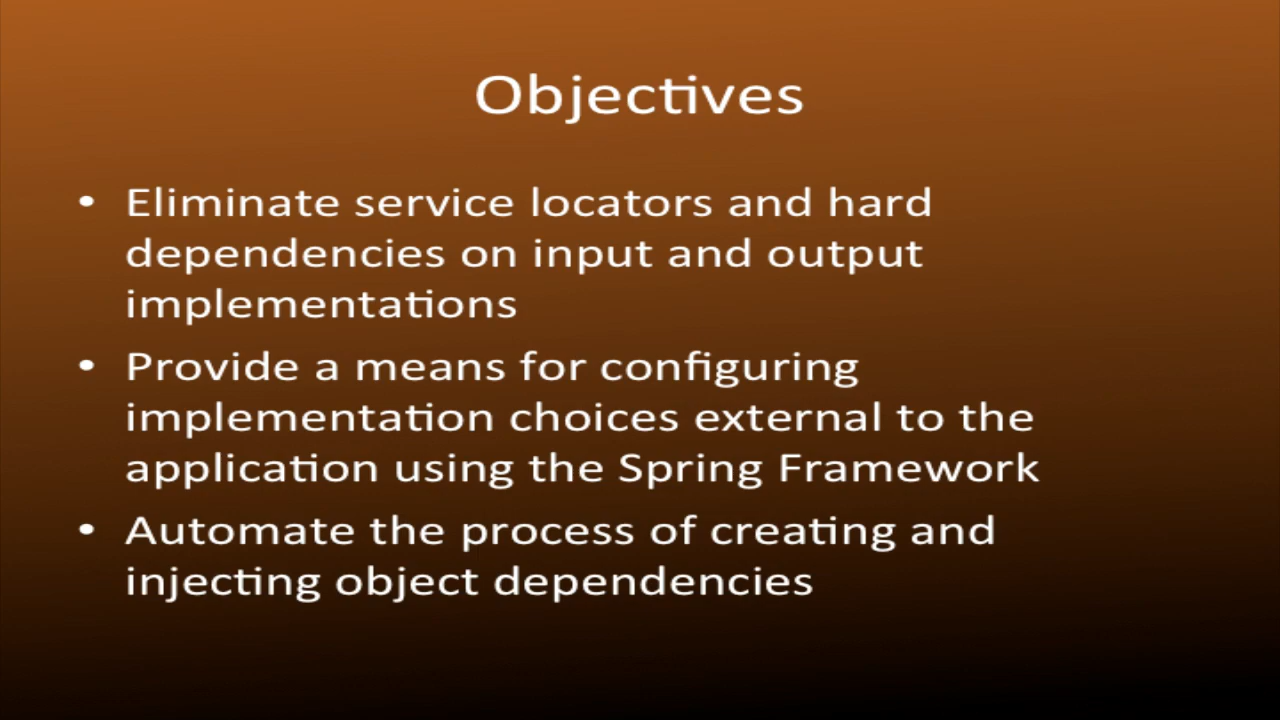 Objectives
• Eliminate service locators and hard
dependencies on input and output
implementations
• Provide a means for configuring
implementation choices external to the
application using the Spring Framework
• Automate the process of creating and
injecting object dependencies